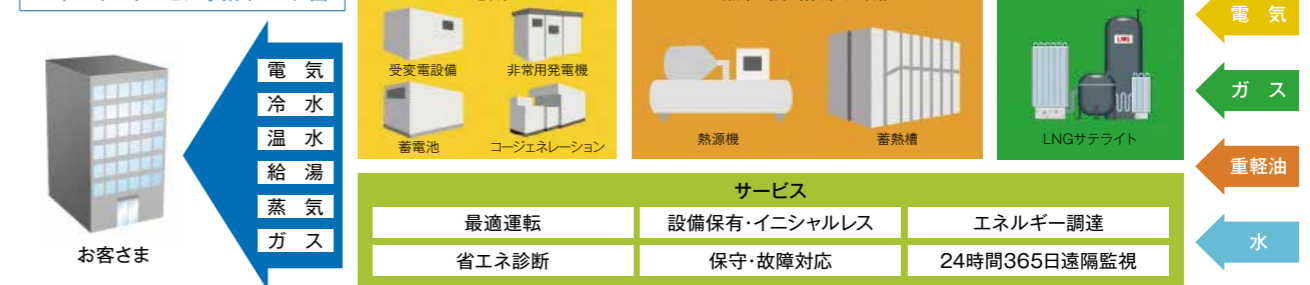 電 気
冷 水
温 水
給 湯
蒸 気
ガ ス
お客さま
受変電設備
非常用発電機
蓄電池
コージェネレーション
熱源機
蓄熱槽
LNG
LNGサテライト
サービス
最適運転
設備保有・イニシャルレス
エネルギー調達
省エネ診断
保守・故障対応
24時間365日遠隔監視
電 気
ガ ス
重軽油
水